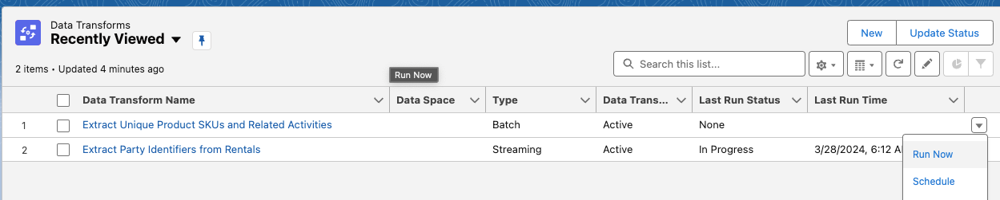 Data Transforms
Recently Viewed
New
Update Status
2 items • Updated 4 minutes ago
Search this list...
Run Now
Data Transform Name
Data Space
Type
Data Trans...
Last Run Status
Last Run Time
1
Extract Unique Product SKUs and Related Activities
Batch
Active
None
2
Extract Party Identifiers from Rentals
Streaming
Active
In Progress
3/28/2024, 6:12
Run Now
Schedule